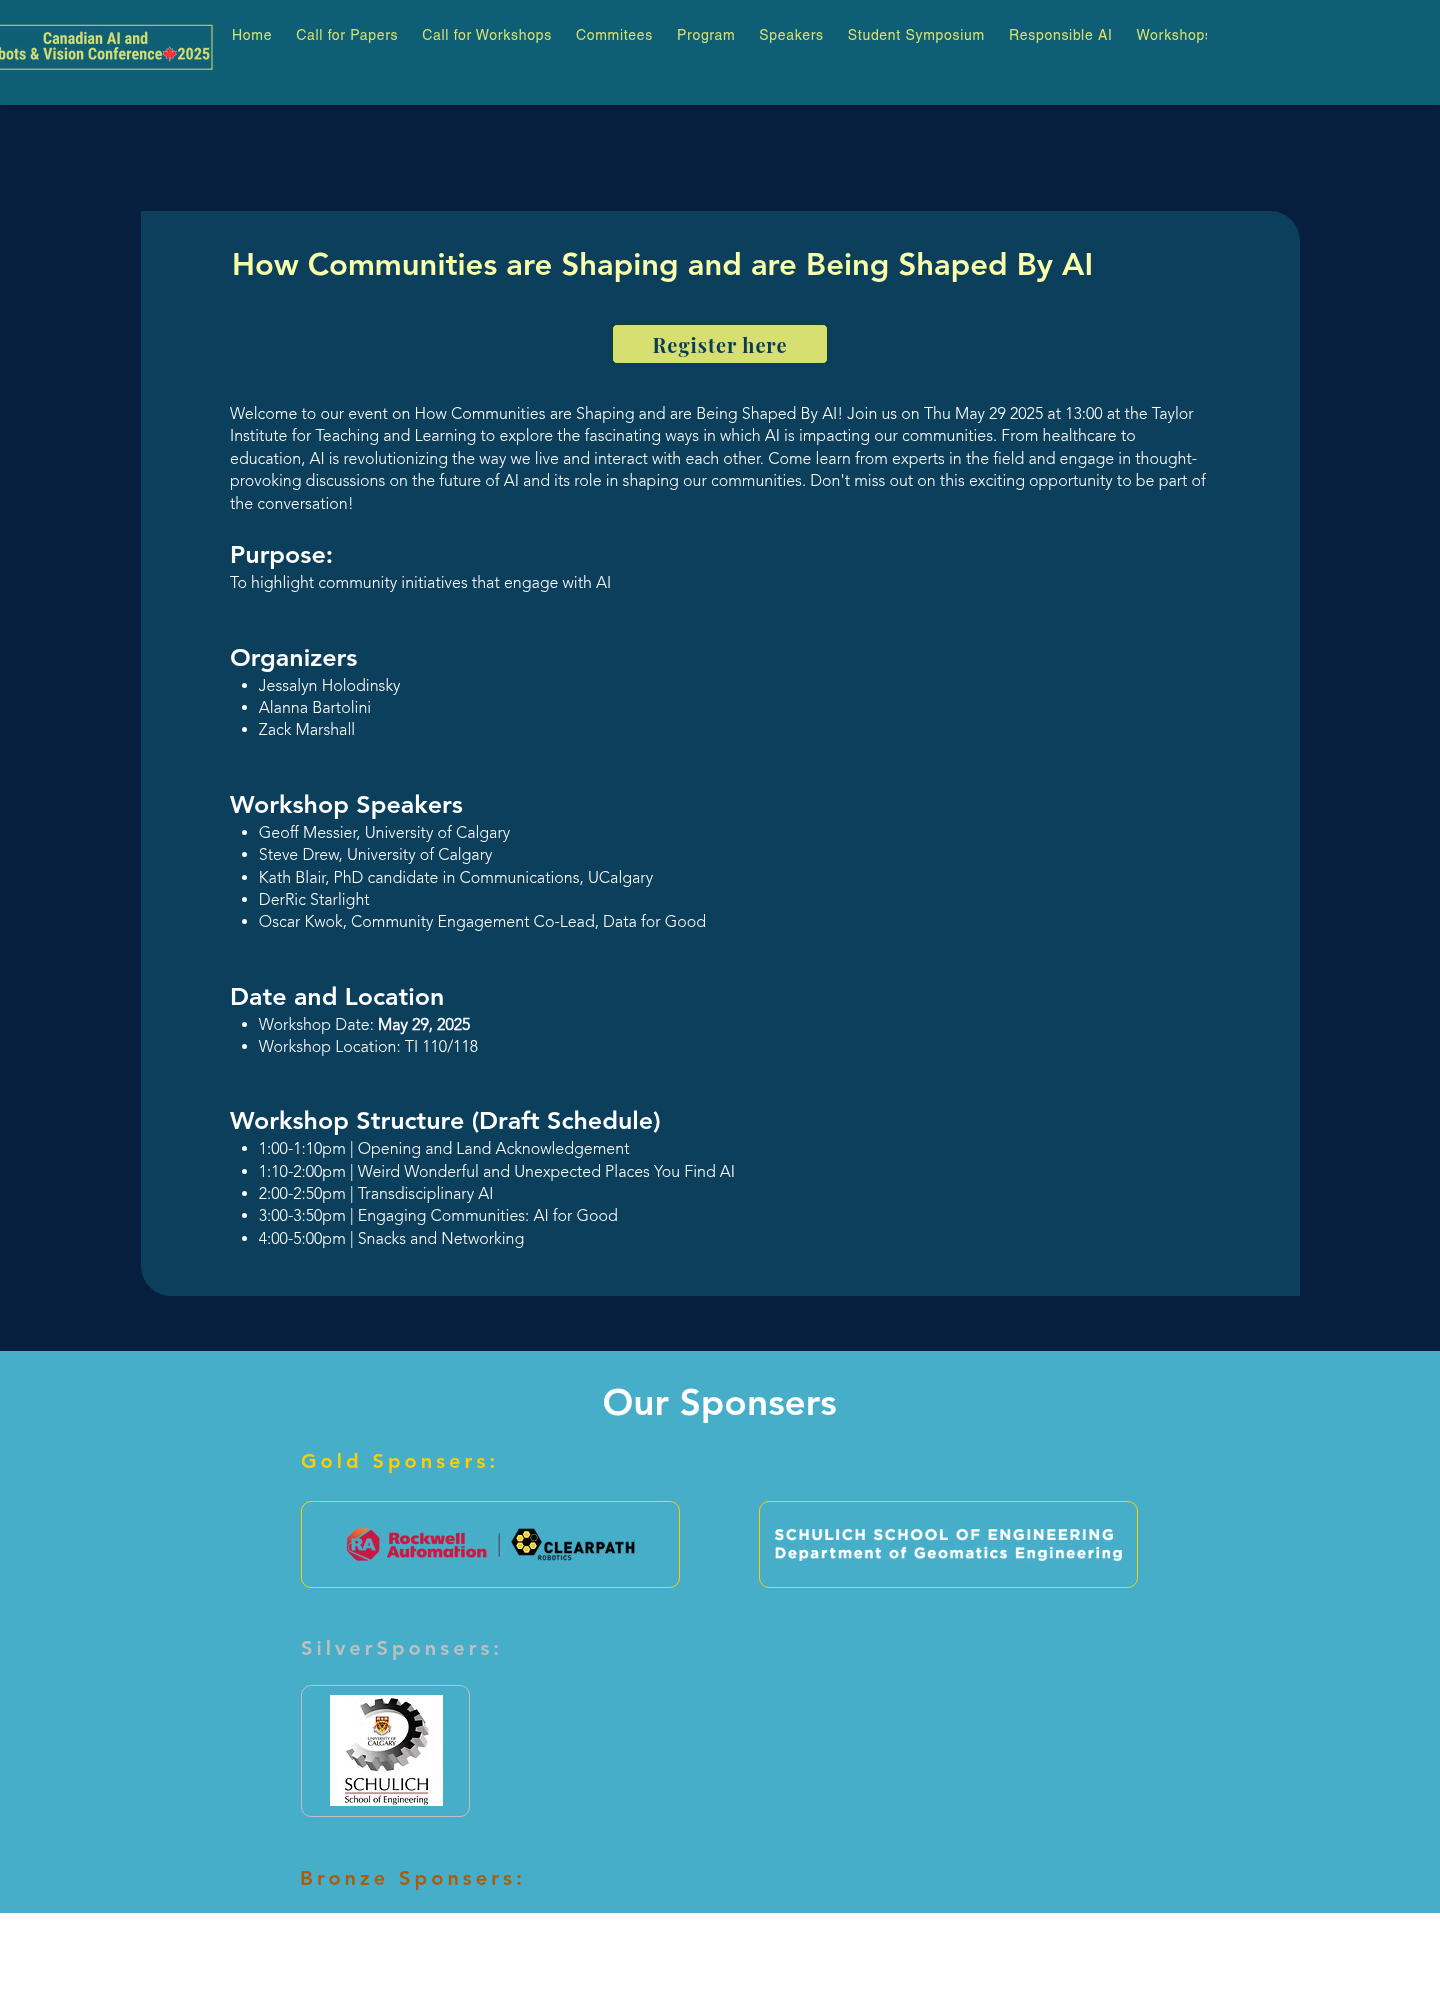 Canadian AI and
bots & Vision Conference 2025
Home Call for Papers Call for Workshops Commitees Program Speakers Student Symposium Responsible AI Workshops
How Communities are Shaping and are Being Shaped By AI
Register here
Welcome to our event on How Communities are Shaping and are Being Shaped By AI! Join us on Thu May 29 2025 at 13:00 at the Taylor
Institute for Teaching and Learning to explore the fascinating ways in which AI is impacting our communities. From healthcare to
education, AI is revolutionizing the way we live and interact with each other. Come learn from experts in the field and engage in thought-
provoking discussions on the future of AI and its role in shaping our communities. Don't miss out on this exciting opportunity to be part of
the conversation!
Purpose:
To highlight community initiatives that engage with AI
Organizers
• Jessalyn Holodinsky
• Alanna Bartolini
• Zack Marshall
Workshop Speakers
• Geoff Messier, University of Calgary
• Steve Drew, University of Calgary
• Kath Blair, PhD candidate in Communications, UCalgary
• DerRic Starlight
• Oscar Kwok, Community Engagement Co-Lead, Data for Good
Date and Location
• Workshop Date: May 29, 2025
• Workshop Location: TI 110/118
Workshop Structure (Draft Schedule)
• 1:00-1:10pm | Opening and Land Acknowledgement
• 1:10-2:00pm | Weird Wonderful and Unexpected Places You Find AI
• 2:00-2:50pm | Transdisciplinary AI
• 3:00-3:50pm | Engaging Communities: AI for Good
• 4:00-5:00pm | Snacks and Networking
Our Sponsers
Gold Sponsers:
RA Rockwell Automation | CLEARPATH ROBOTICS
SCHULICH SCHOOL OF ENGINEERING
Department of Geomatics Engineering
SilverSponsers:
UNIVERSITY OF
CALGARY
SCHULICH
School of Engineering
Bronze Sponsers: